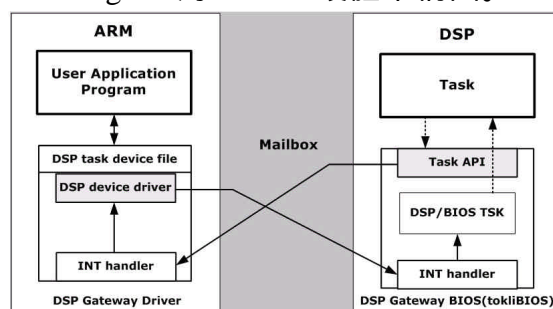 ARM
DSP
User Application
Program
Task
Mailbox
DSP task device file
DSP device driver
Task API
DSP/BIOS TSK
INT handler
INT handler
DSP Gateway Driver
DSP Gateway BIOS(tokliBIOS)